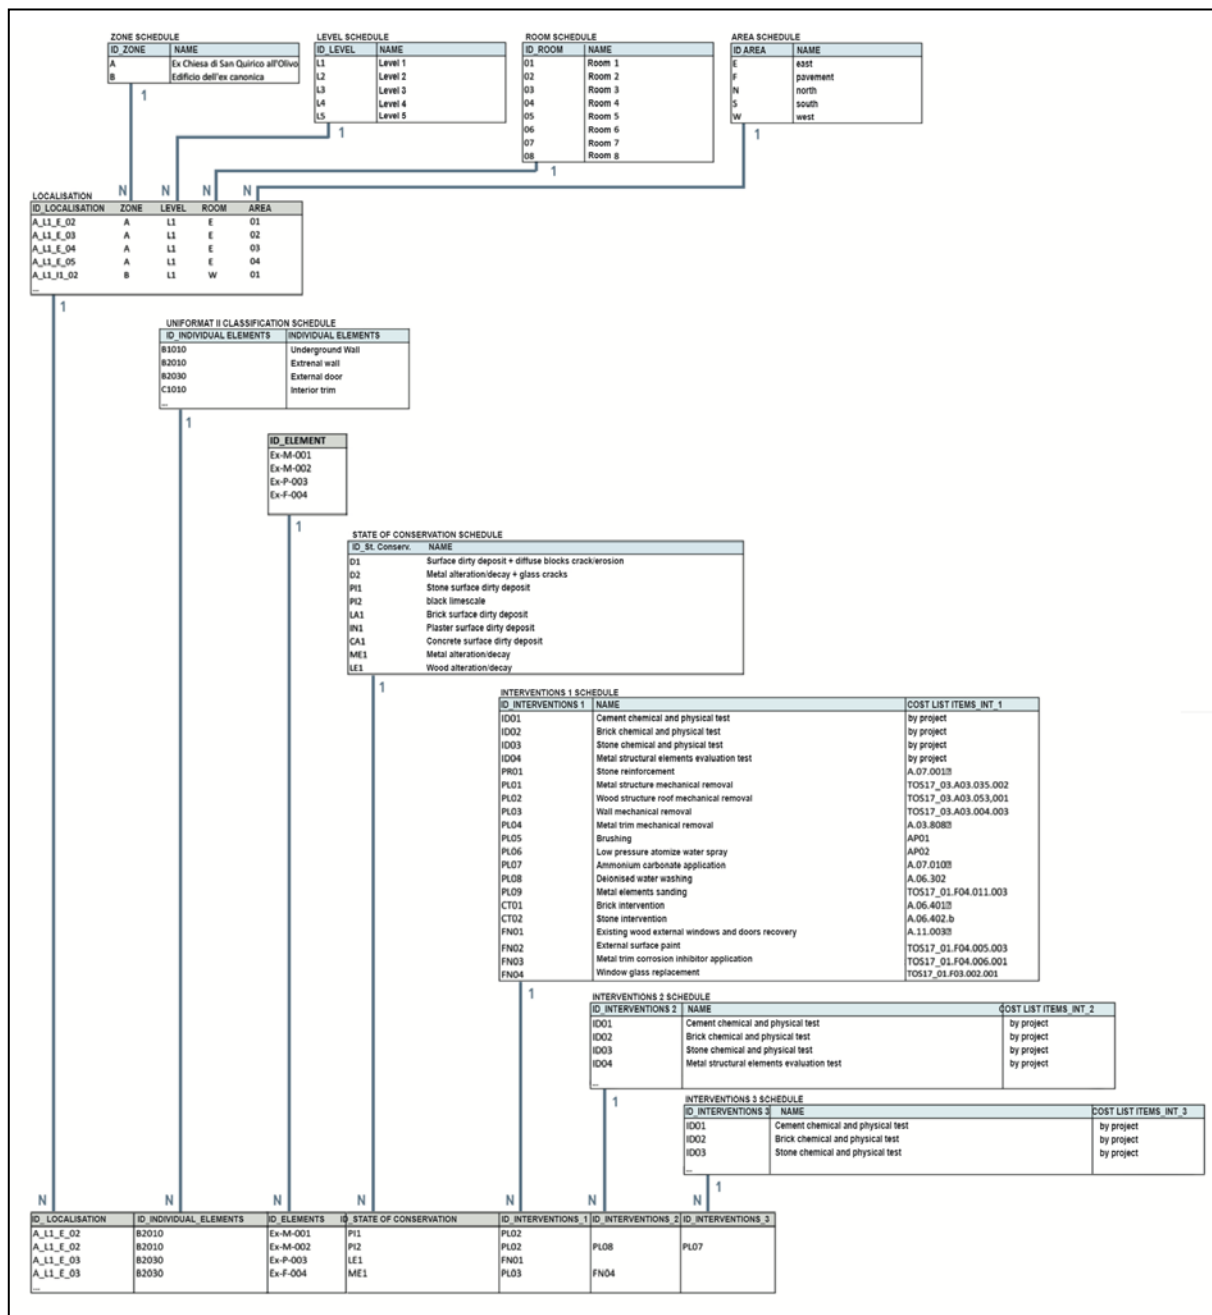 ZONE SCHEDULE
ID_ZONE NAME
A Ex Chiesa di San Quirico all'Olivo
B Edificio dell'ex canonica
1
LEVEL SCHEDULE
ID_LEVEL NAME
L1 Level 1
L2 Level 2
L3 Level 3
L4 Level 4
L5 Level 5
1
ROOM SCHEDULE
ID_ROOM NAME
01 Room 1
02 Room 2
03 Room 3
04 Room 4
05 Room 5
06 Room 6
07 Room 7
08 Room 8
1
AREA SCHEDULE
ID AREA NAME
E east
F pavement
N north
S south
W west
1
N N N N
LOCALISATION
ID_LOCALISATION ZONE LEVEL ROOM AREA
A_L1_E_02 A L1 E 01
A_L1_E_03 A L1 E 02
A_L1_E_04 A L1 E 03
A_L1_E_05 A L1 E 04
A_L1_I1_02 B L1 W 01
...
1
UNIFORMAT II CLASSIFICATION SCHEDULE
ID_INDIVIDUAL ELEMENTS INDIVIDUAL ELEMENTS
B1010 Underground Wall
B2010 Extrenal wall
B2030 External door
C1010 Interior trim
...
1
ID_ELEMENT
Ex-M-001
Ex-M-002
Ex-P-003
Ex-F-004
1
STATE OF CONSERVATION SCHEDULE
ID_St. Conserv. NAME
D1 Surface dirty deposit + diffuse blocks crack/erosion
D2 Metal alteration/decay + glass cracks
PI1 Stone surface dirty deposit
PI2 black limescale
LA1 Brick surface dirty deposit
IN1 Plaster surface dirty deposit
CA1 Concrete surface dirty deposit
ME1 Metal alteration/decay
LE1 Wood alteration/decay
1
INTERVENTIONS 1 SCHEDULE
ID_INTERVENTIONS 1 NAME COST LIST ITEMS_INT_1
ID01 Cement chemical and physical test by project
ID02 Brick chemical and physical test by project
ID03 Stone chemical and physical test by project
ID04 Metal structural elements evaluation test by project
PR01 Stone reinforcement A.07.001
PL01 Metal structure mechanical removal TOS17_03.A03.035.002
PL02 Wood structure roof mechanical removal TOS17_03.A03.053,001
PL03 Wall mechanical removal TOS17_03.A03.004.003
PL04 Metal trim mechanical removal A.03.808
PL05 Brushing AP01
PL06 Low pressure atomize water spray AP02
PL07 Ammonium carbonate application A.07.010
PL08 Deionised water washing A.06.302
PL09 Metal elements sanding TOS17_01.F04.011.003
CT01 Brick intervention A.06.401
CT02 Stone intervention A.06.402.b
FN01 Existing wood external windows and doors recovery A.11.003
FN02 External surface paint TOS17_01.F04.005.003
FN03 Metal trim corrosion inhibitor application TOS17_01.F04.006.001
FN04 Window glass replacement TOS17_01.F03.002.001
1
INTERVENTIONS 2 SCHEDULE
ID_INTERVENTIONS 2 NAME COST LIST ITEMS_INT_2
ID01 Cement chemical and physical test by project
ID02 Brick chemical and physical test by project
ID03 Stone chemical and physical test by project
ID04 Metal structural elements evaluation test by project
...
1
INTERVENTIONS 3 SCHEDULE
ID_INTERVENTIONS 3 NAME COST LIST ITEMS_INT_3
ID01 Cement chemical and physical test by project
ID02 Brick chemical and physical test by project
ID03 Stone chemical and physical test by project
...
1
N N N N N N N
ID_LOCALISATION ID_INDIVIDUAL_ELEMENTS ID_ELEMENTS ID_STATE OF CONSERVATION ID_INTERVENTIONS_1 ID_INTERVENTIONS_2 ID_INTERVENTIONS_3
A_L1_E_02 B2010 Ex-M-001 PI1 PL02
A_L1_E_02 B2010 Ex-M-002 PI2 PL02 PL08 PL07
A_L1_E_03 B2030 Ex-P-003 LE1 FN01
A_L1_E_03 B2030 Ex-F-004 ME1 PL03 FN04
...